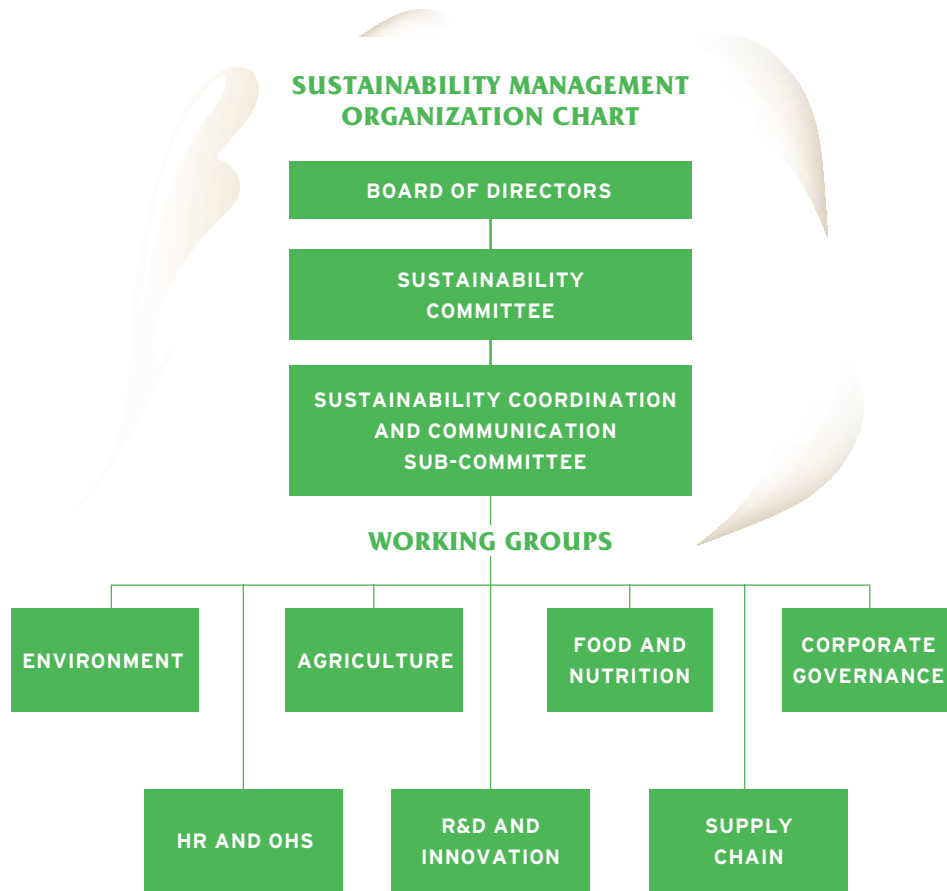 SUSTAINABILITY MANAGEMENT
ORGANIZATION CHART
BOARD OF DIRECTORS
SUSTAINABILITY
COMMITTEE
SUSTAINABILITY COORDINATION
AND COMMUNICATION
SUB-COMMITTEE
WORKING GROUPS
ENVIRONMENT
AGRICULTURE
FOOD AND
NUTRITION
CORPORATE
GOVERNANCE
HR AND OHS
R&D AND
INNOVATION
SUPPLY
CHAIN